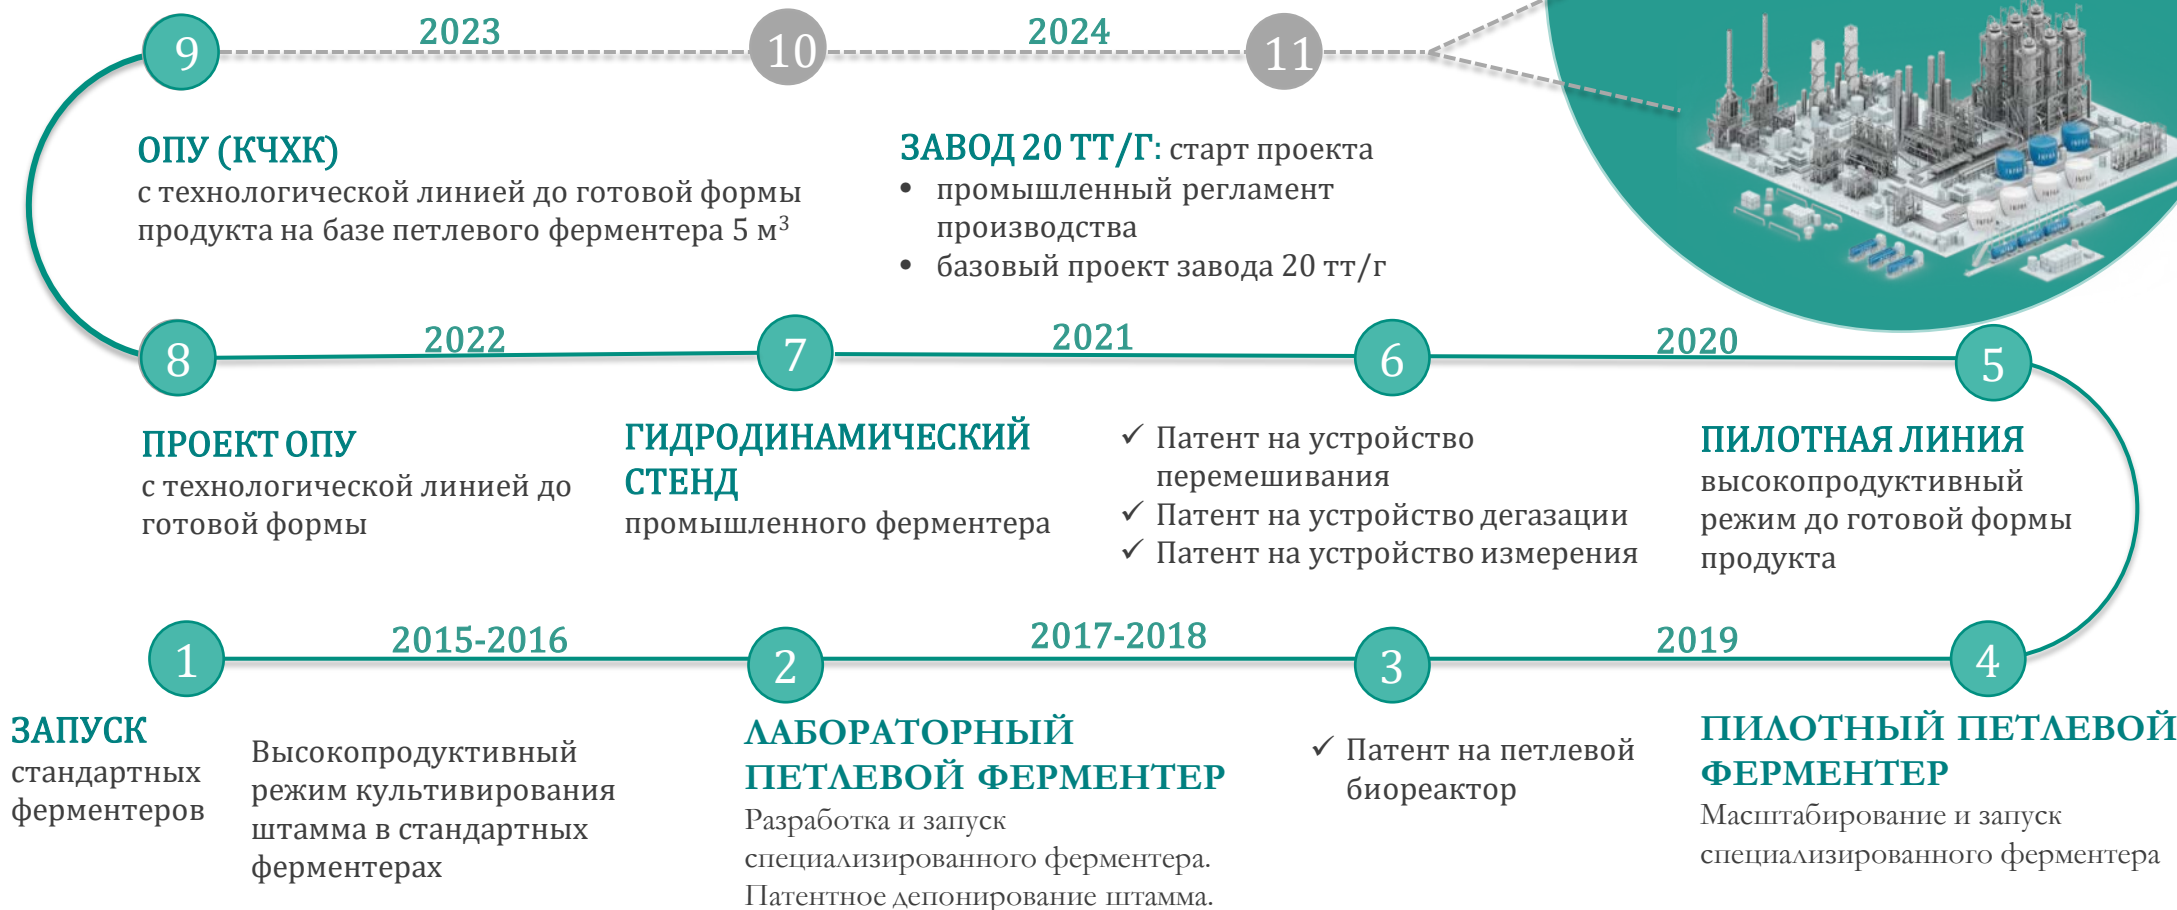 2023
2024
9
10
11
ОПУ (КЧХК)
с технологической линией до готовой формы
продукта на базе петлевого ферментера 5 м³
ЗАВОД 20 ТТ/Г: старт проекта
• промышленный регламент
производства
• базовый проект завода 20 тт/г
2022
2021
2020
8
7
6
5
ПРОЕКТ ОПУ
с технологической линией до
готовой формы
ГИДРОДИНАМИЧЕСКИЙ
СТЕНД
промышленного ферментера
✓ Патент на устройство
перемешивания
✓ Патент на устройство дегазации
✓ Патент на устройство измерения
ПИЛОТНАЯ ЛИНИЯ
высокопродуктивный
режим до готовой формы
продукта
2015-2016
2017-2018
2019
1
2
3
4
ЗАПУСК
стандартных
ферментеров
Высокопродуктивный
режим культивирования
штамма в стандартных
ферментерах
ЛАБОРАТОРНЫЙ
ПЕТЛЕВОЙ ФЕРМЕНТЕР
Разработка и запуск
специализированного ферментера.
Патентное депонирование штамма.
✓ Патент на петлевой
биореактор
ПИЛОТНЫЙ ПЕТЛЕВОЙ
ФЕРМЕНТЕР
Масштабирование и запуск
специализированного ферментера